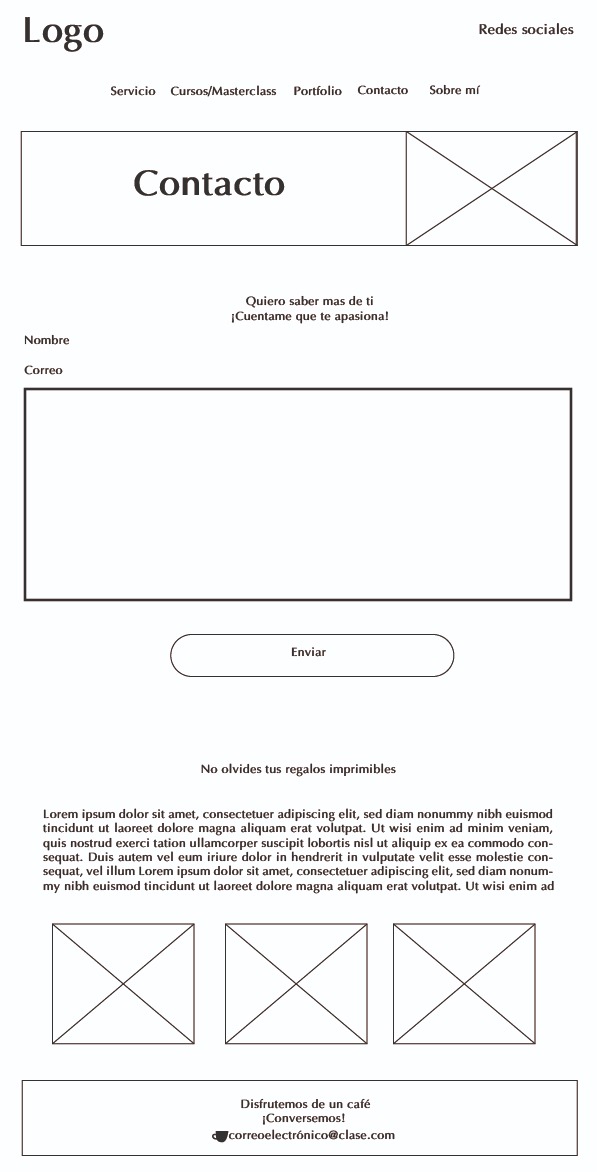 Logo
Redes sociales
Servicio Cursos/Masterclass Portfolio Contacto Sobre mí
Contacto
Quiero saber mas de ti
¡Cuentame que te apasiona!
Nombre
Correo
Enviar
No olvides tus regalos imprimibles
Lorem ipsum dolor sit amet, consectetuer adipiscing elit, sed diam nonummy nibh euismod
tincidunt ut laoreet dolore magna aliquam erat volutpat. Ut wisi enim ad minim veniam,
quis nostrud exerci tation ullamcorper suscipit lobortis nisl ut aliquip ex ea commodo con-
sequat. Duis autem vel eum iriure dolor in hendrerit in vulputate velit esse molestie con-
sequat, vel illum Lorem ipsum dolor sit amet, consectetuer adipiscing elit, sed diam nonum-
my nibh euismod tincidunt ut laoreet dolore magna aliquam erat volutpat. Ut wisi enim ad
Disfrutemos de un café
¡Conversemos!
correoelectrónico@clase.com